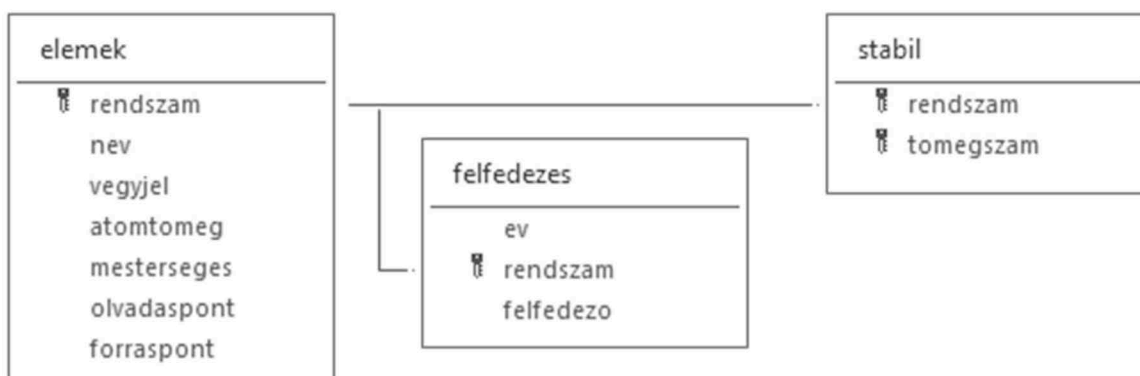 elemek
rendszam
nev
vegyjel
atomtomeg
mesterseges
olvadaspont
forraspont
felfedezes
ev
rendszam
felfedezo
stabil
rendszam
tomegszam